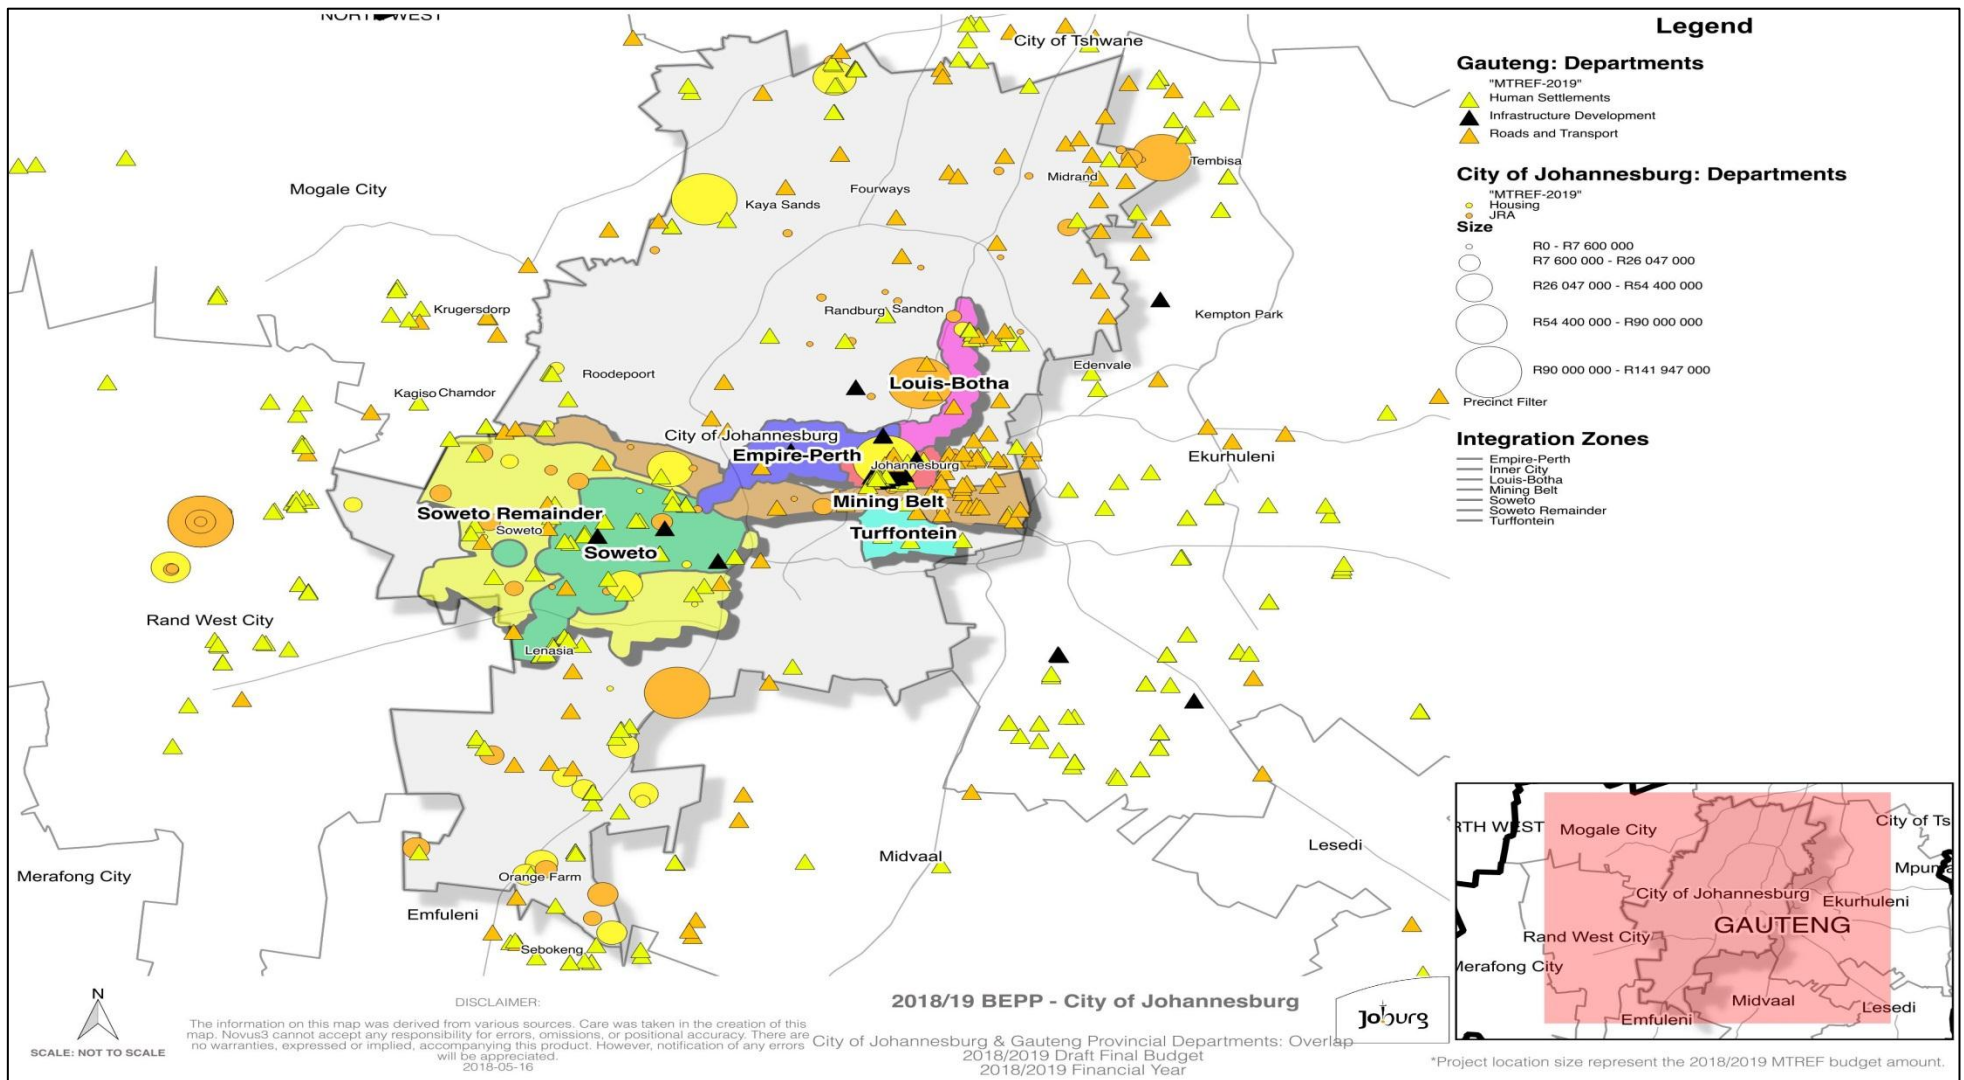 NORTH WEST
City of Tshwane
Mogale City
Tembisa
Midrand
Fourways
Kaya Sands
Krugersdorp
Randburg
Sandton
Kempton Park
Edenvale
Roodepoort
Kagiso
Chamdor
Louis-Botha
City of Johannesburg
Empire-Perth
Johannesburg
Ekurhuleni
Mining Belt
Soweto Remainder
Soweto
Turffontein
Soweto
Rand West City
Lenasia
Midvaal
Lesedi
Merafong City
Orange Farm
Emfuleni
Sebokeng
Legend
Gauteng: Departments
"MTREF-2019"
Human Settlements
Infrastructure Development
Roads and Transport
City of Johannesburg: Departments
"MTREF-2019"
Housing
JRA
Size
R0 - R7 600 000
R7 600 000 - R26 047 000
R26 047 000 - R54 400 000
R54 400 000 - R90 000 000
R90 000 000 - R141 947 000
Precinct Filter
Integration Zones
Empire-Perth
Inner City
Louis-Botha
Mining Belt
Soweto
Soweto Remainder
Turffontein
RTH WEST
Mogale City
City of Ts
Mpuma
City of Johannesburg
Ekurhuleni
GAUTENG
Rand West City
Merafong City
Midvaal
Lesedi
Emfuleni
N
SCALE: NOT TO SCALE
DISCLAIMER:
The information on this map was derived from various sources. Care was taken in the creation of this
map. Novus3 cannot accept any responsibility for errors, omissions, or positional accuracy. There are
no warranties, expressed or implied, accompanying this product. However, notification of any errors
will be appreciated.
2018-05-16
2018/19 BEPP - City of Johannesburg
City of Johannesburg & Gauteng Provincial Departments: Overlap
2018/2019 Draft Final Budget
2018/2019 Financial Year
Joburg
*Project location size represent the 2018/2019 MTREF budget amount.